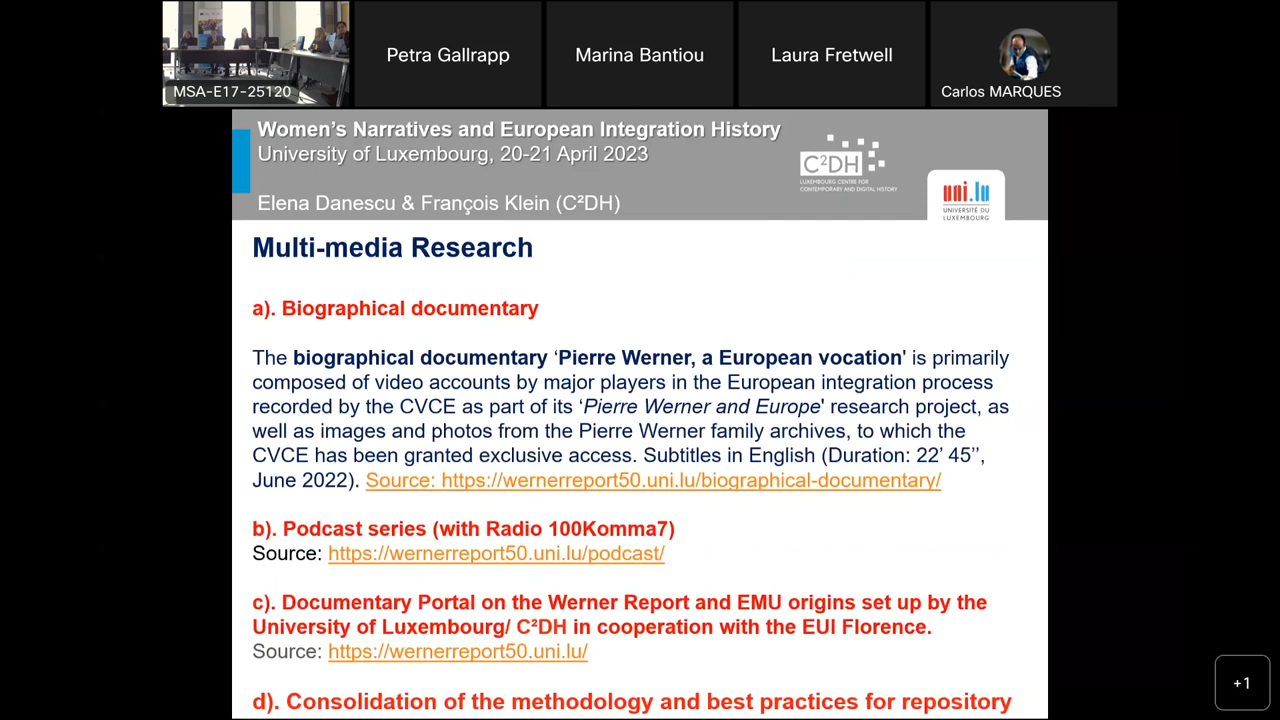 MSA-E17-25120
Petra Gallrapp
Marina Bantiou
Laura Fretwell
Carlos MARQUES
Women's Narratives and European Integration History
University of Luxembourg, 20-21 April 2023
Elena Danescu & François Klein (C²DH)
C²DH
LUXEMBOURG CENTRE FOR
CONTEMPORARY AND DIGITAL HISTORY
uni.lu
UNIVERSITÉ DU
LUXEMBOURG
Multi-media Research
a). Biographical documentary
The biographical documentary ‘Pierre Werner, a European vocation' is primarily
composed of video accounts by major players in the European integration process
recorded by the CVCE as part of its ‘Pierre Werner and Europe' research project, as
well as images and photos from the Pierre Werner family archives, to which the
CVCE has been granted exclusive access. Subtitles in English (Duration: 22’ 45’’,
June 2022). Source: https://wernerreport50.uni.lu/biographical-documentary/
b). Podcast series (with Radio 100Komma7)
Source: https://wernerreport50.uni.lu/podcast/
c). Documentary Portal on the Werner Report and EMU origins set up by the
University of Luxembourg/ C²DH in cooperation with the EUI Florence.
Source: https://wernerreport50.uni.lu/
d). Consolidation of the methodology and best practices for repository
+1